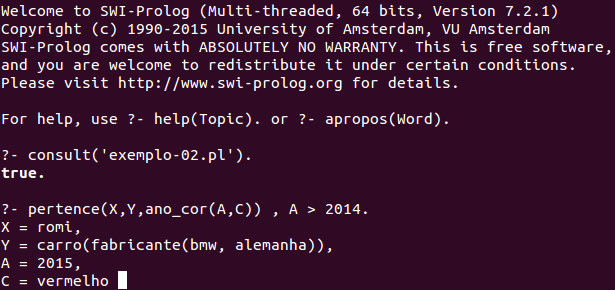 Welcome to SWI-Prolog (Multi-threaded, 64 bits, Version 7.2.1)
Copyright (c) 1990-2015 University of Amsterdam, VU Amsterdam
SWI-Prolog comes with ABSOLUTELY NO WARRANTY. This is free software,
and you are welcome to redistribute it under certain conditions.
Please visit http://www.swi-prolog.org for details.

For help, use ?- help(Topic). or ?- apropos(Word).

?- consult('exemplo-02.pl').
true.

?- pertence(X,Y,ano_cor(A,C)) , A > 2014.
X = romi,
Y = carro(fabricante(bmw, alemanha)),
A = 2015,
C = vermelho